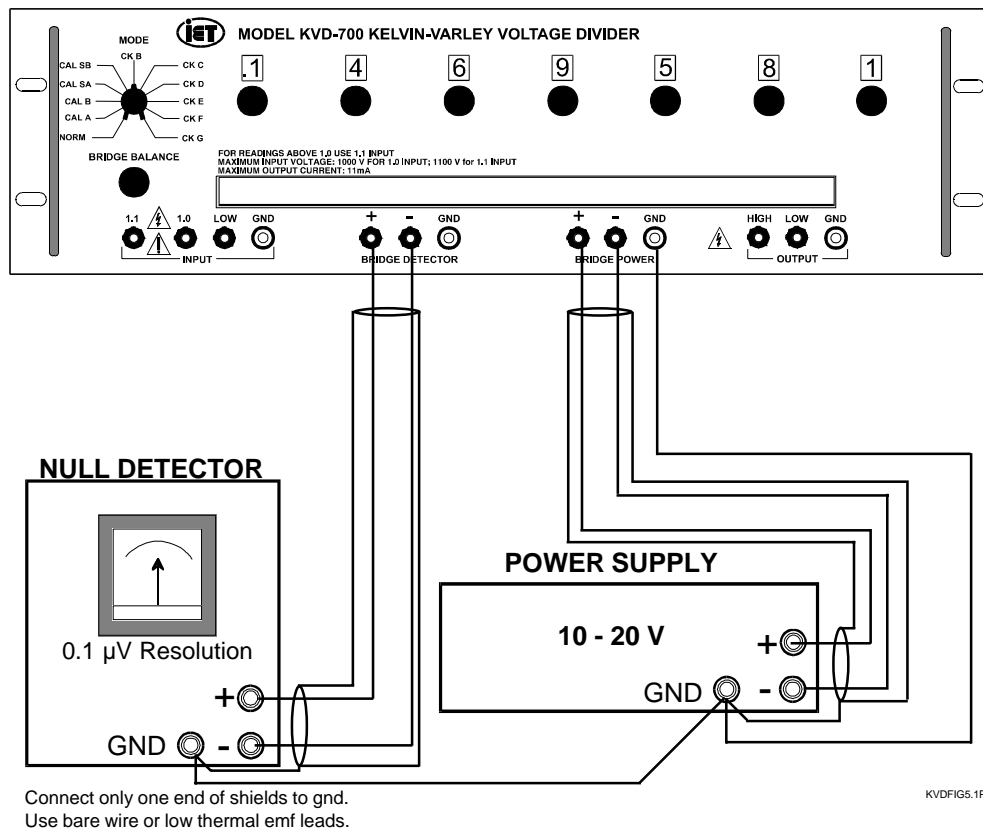 iET MODEL KVD-700 KELVIN-VARLEY VOLTAGE DIVIDER
MODE
CK B
CAL SB CK C
CAL SA CK D
CAL B CK E
CAL A CK F
NORM CK G
.1 4 6 9 5 8 1
BRIDGE BALANCE
FOR READINGS ABOVE 1.0 USE 1.1 INPUT
MAXIMUM INPUT VOLTAGE: 1000 V FOR 1.0 INPUT; 1100 V for 1.1 INPUT
MAXIMUM OUTPUT CURRENT: 11mA
1.1 1.0 LOW GND + - GND + - GND HIGH LOW GND
INPUT BRIDGE DETECTOR BRIDGE POWER OUTPUT
NULL DETECTOR
0.1 µV Resolution
+
GND -
POWER SUPPLY
10 - 20 V
+
GND -
Connect only one end of shields to gnd.
Use bare wire or low thermal emf leads.